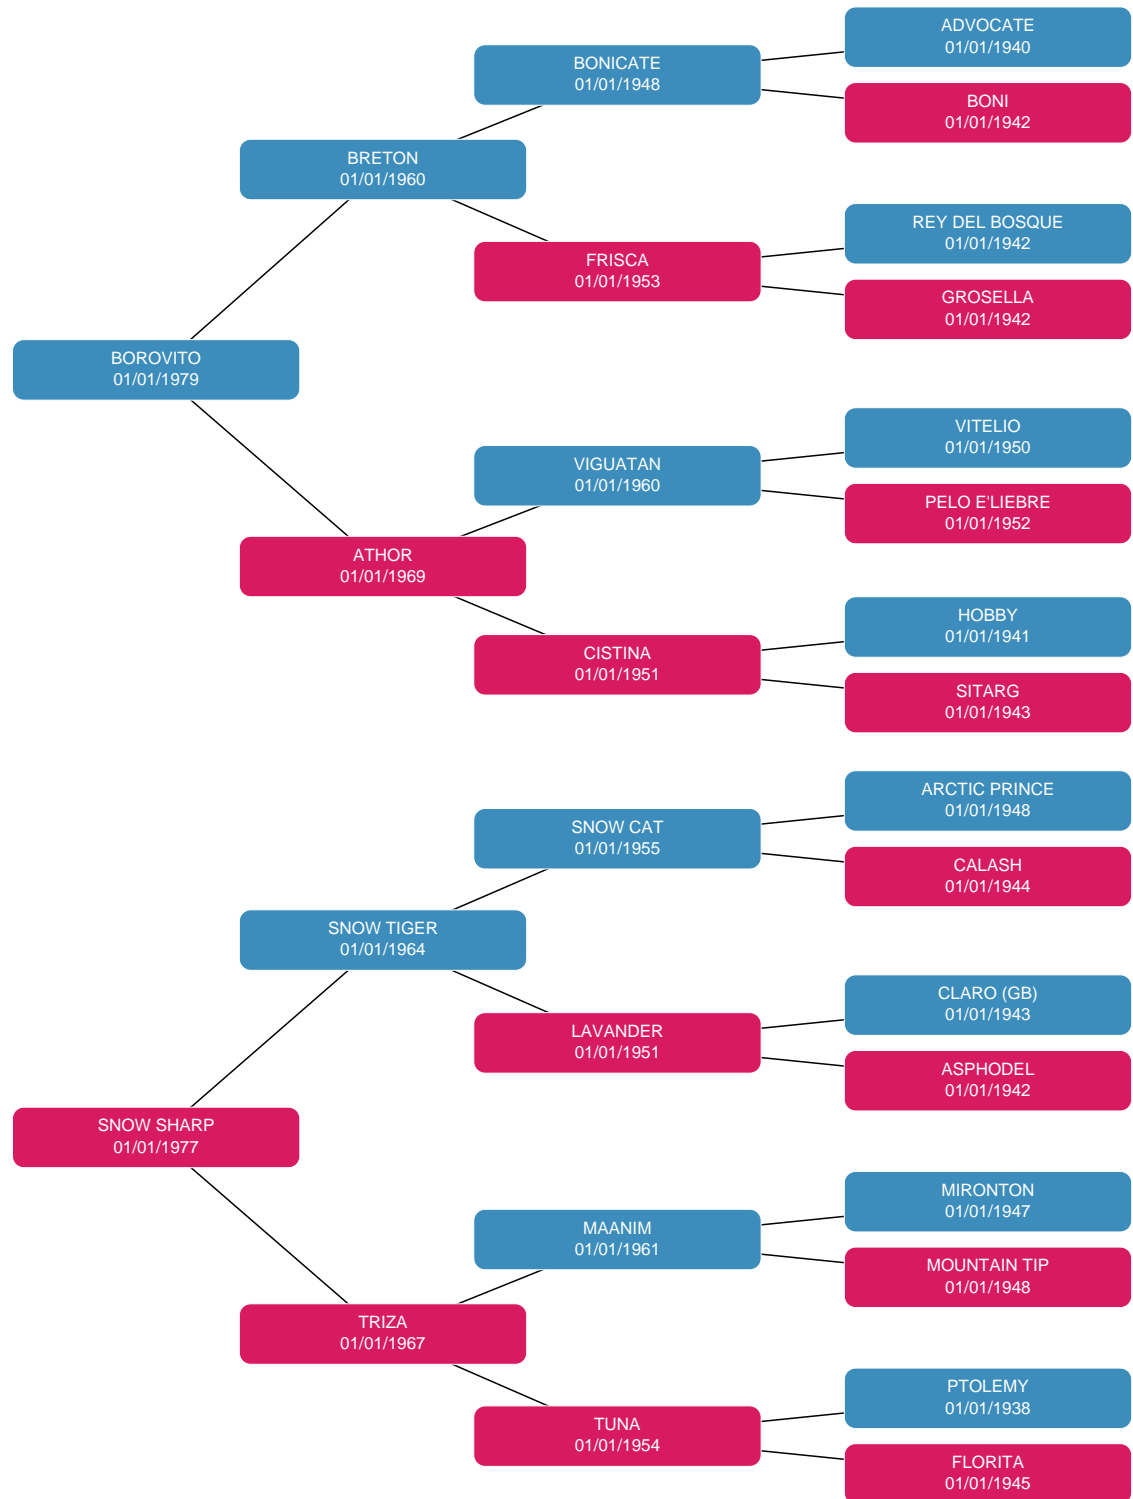 ADVOCATE
01/01/1940
BONICATE
01/01/1948
BONI
01/01/1942
BRETON
01/01/1960
REY DEL BOSQUE
01/01/1942
FRISCA
01/01/1953
GROSELLA
01/01/1942
BOROVITO
01/01/1979
VITELIO
01/01/1950
VIGUATAN
01/01/1960
PELO E'LIEBRE
01/01/1952
ATHOR
01/01/1969
HOBBY
01/01/1941
CISTINA
01/01/1951
SITARG
01/01/1943
ARCTIC PRINCE
01/01/1948
SNOW CAT
01/01/1955
CALASH
01/01/1944
SNOW TIGER
01/01/1964
CLARO (GB)
01/01/1943
LAVANDER
01/01/1951
ASPHODEL
01/01/1942
SNOW SHARP
01/01/1977
MIRONTON
01/01/1947
MAANIM
01/01/1961
MOUNTAIN TIP
01/01/1948
TRIZA
01/01/1967
PTOLEMY
01/01/1938
TUNA
01/01/1954
FLORITA
01/01/1945